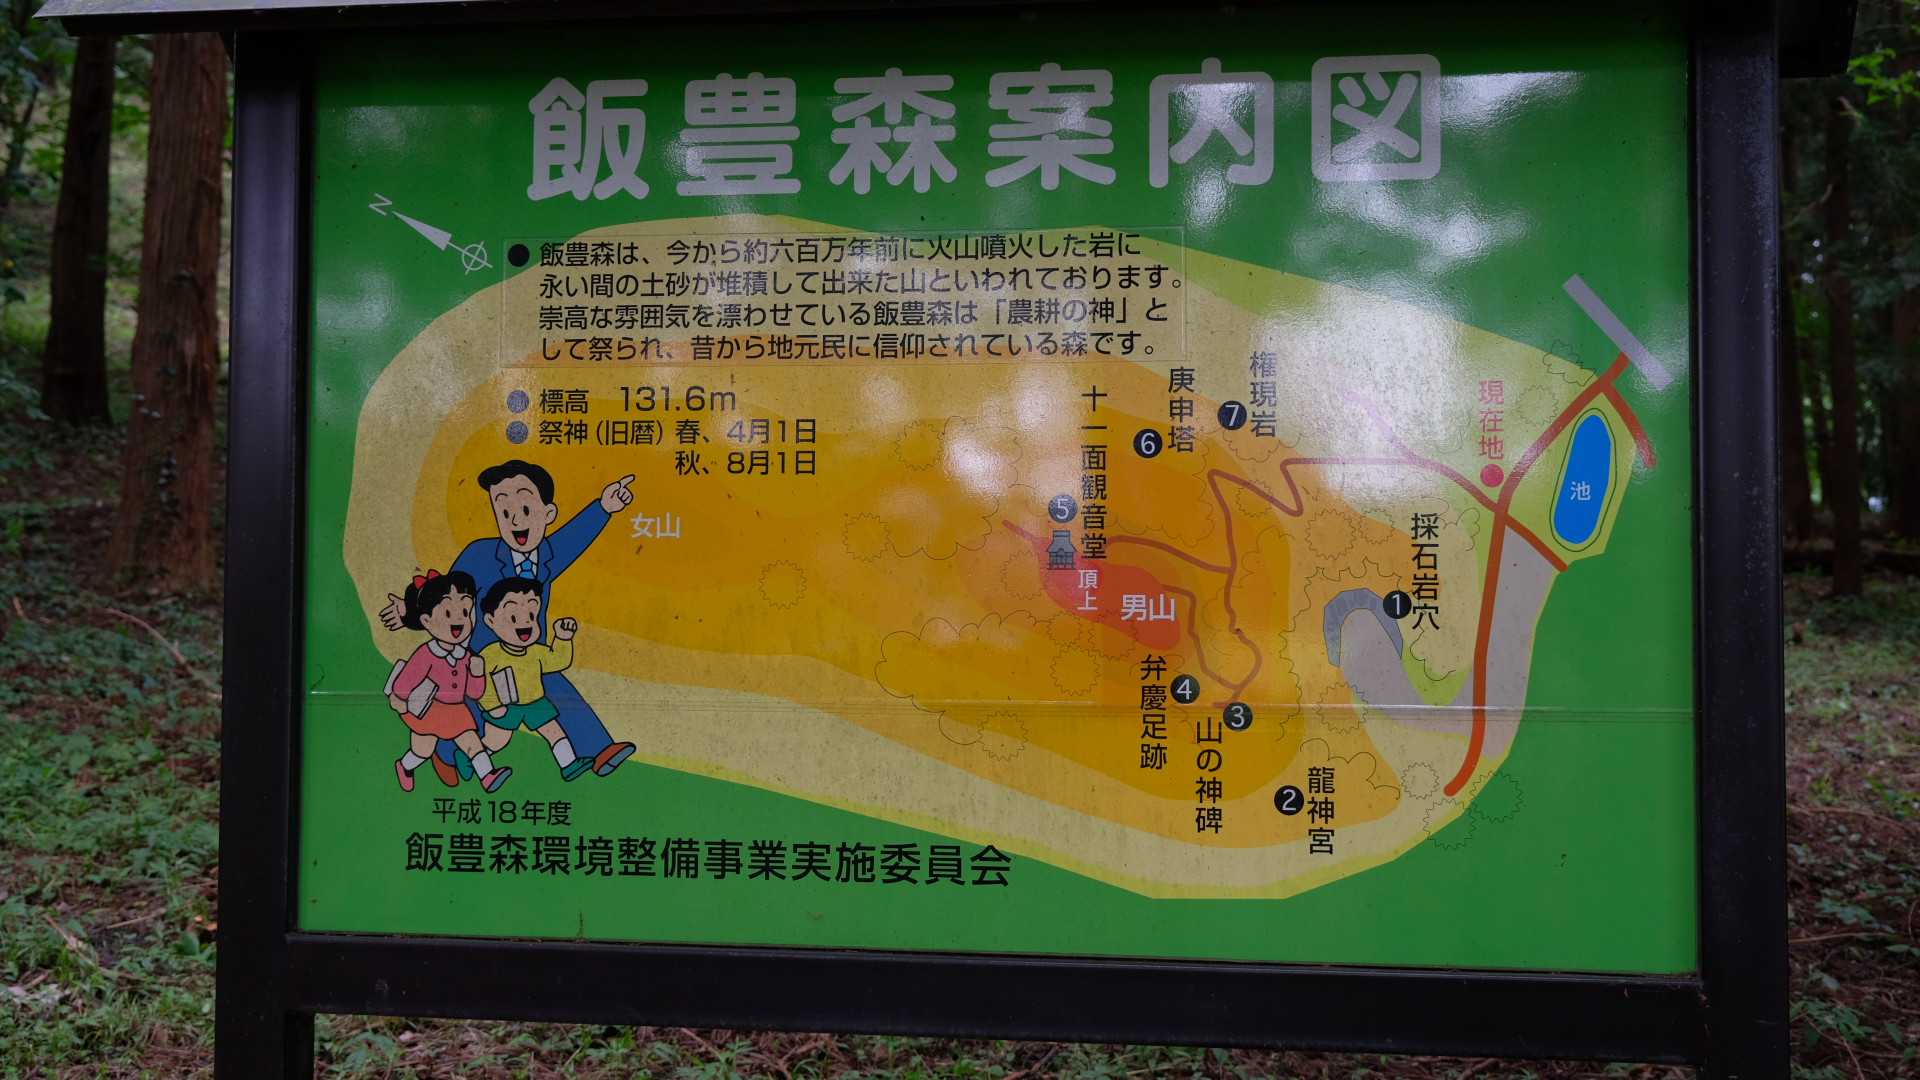 飯豊森案内図
N
●飯豊森は、今から約六百万年前に火山噴火した岩に
永い間の土砂が堆積して出来た山といわれております。
崇高な雰囲気を漂わせている飯豊森は「農耕の神」と
して祭られ、昔から地元民に信仰されている森です。
●標高 131.6m
●祭神(旧暦)春、4月1日
秋、8月1日
女山
⑤十一面観音堂
⑥庚申塔
⑦権現岩
現在地
池
頂上
男山
①採石岩穴
④弁慶足跡
③山の神碑
②龍神宮
平成18年度
飯豊森環境整備事業実施委員会